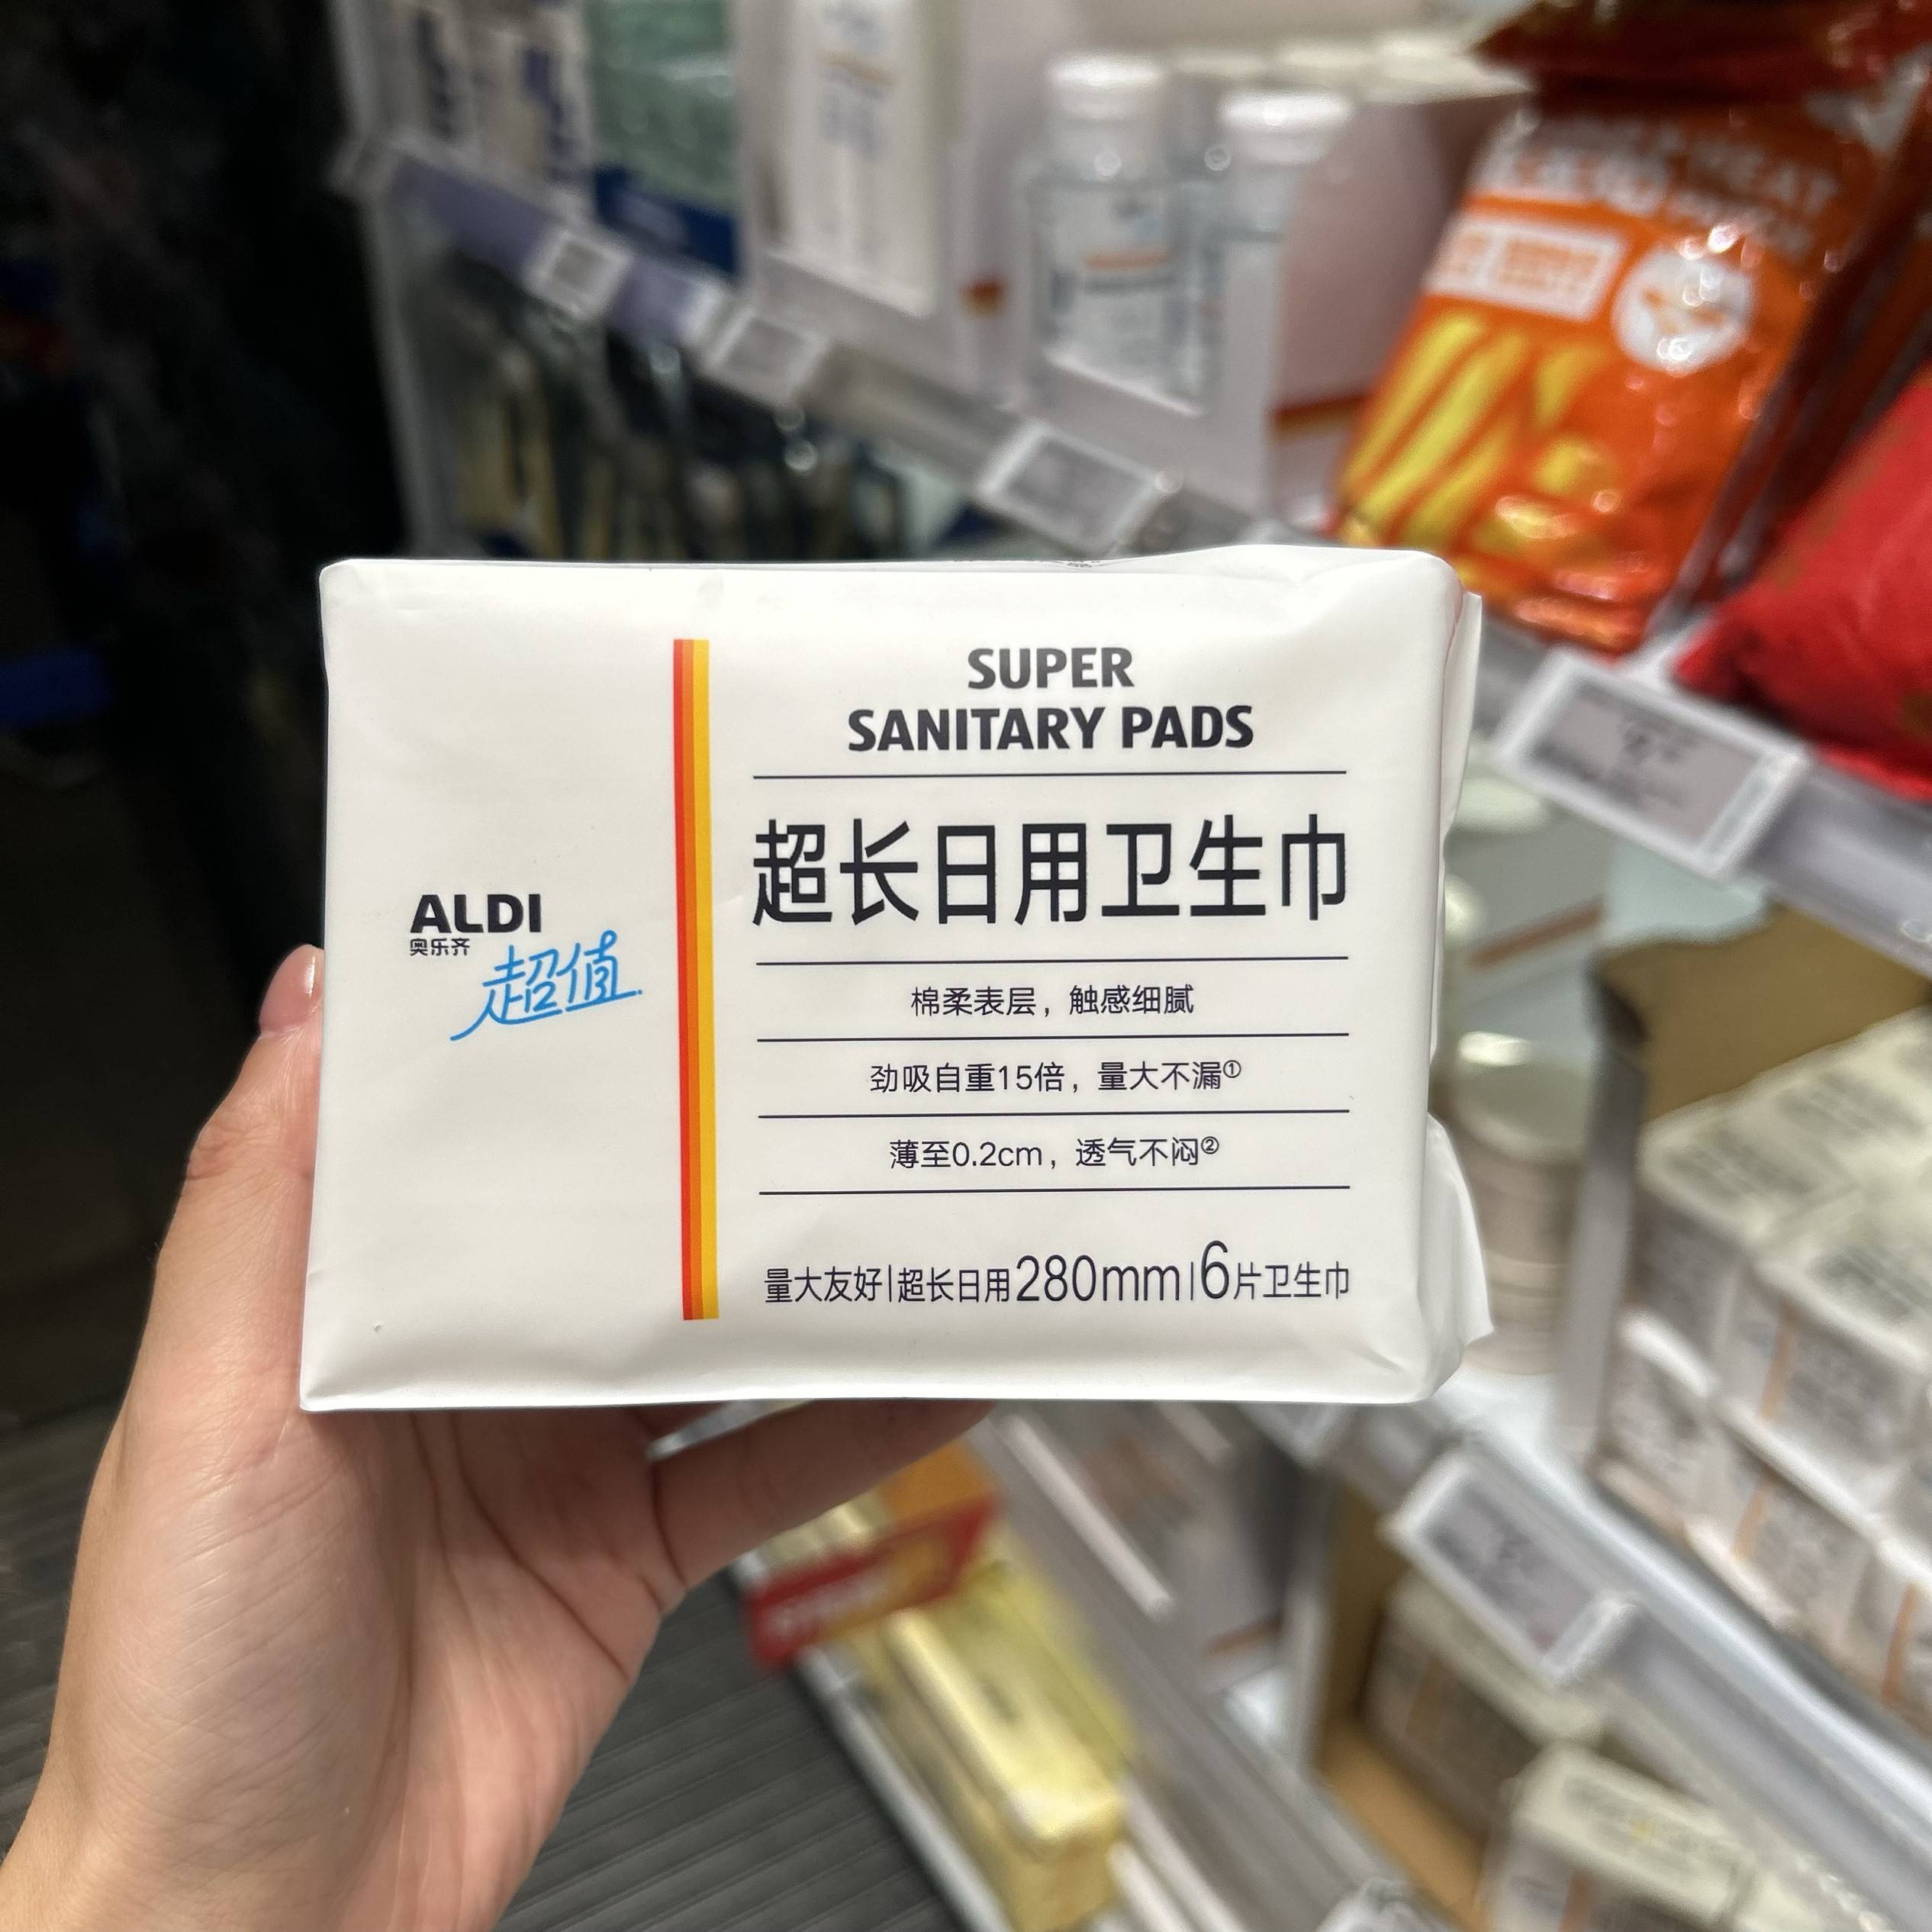 ALDI
奥乐齐
超值
SUPER
SANITARY PADS
超长日用卫生巾
棉柔表层，触感细腻
劲吸自重15倍，量大不漏①
薄至0.2cm，透气不闷②
量大友好|超长日用280mm|6片卫生巾
HEAT